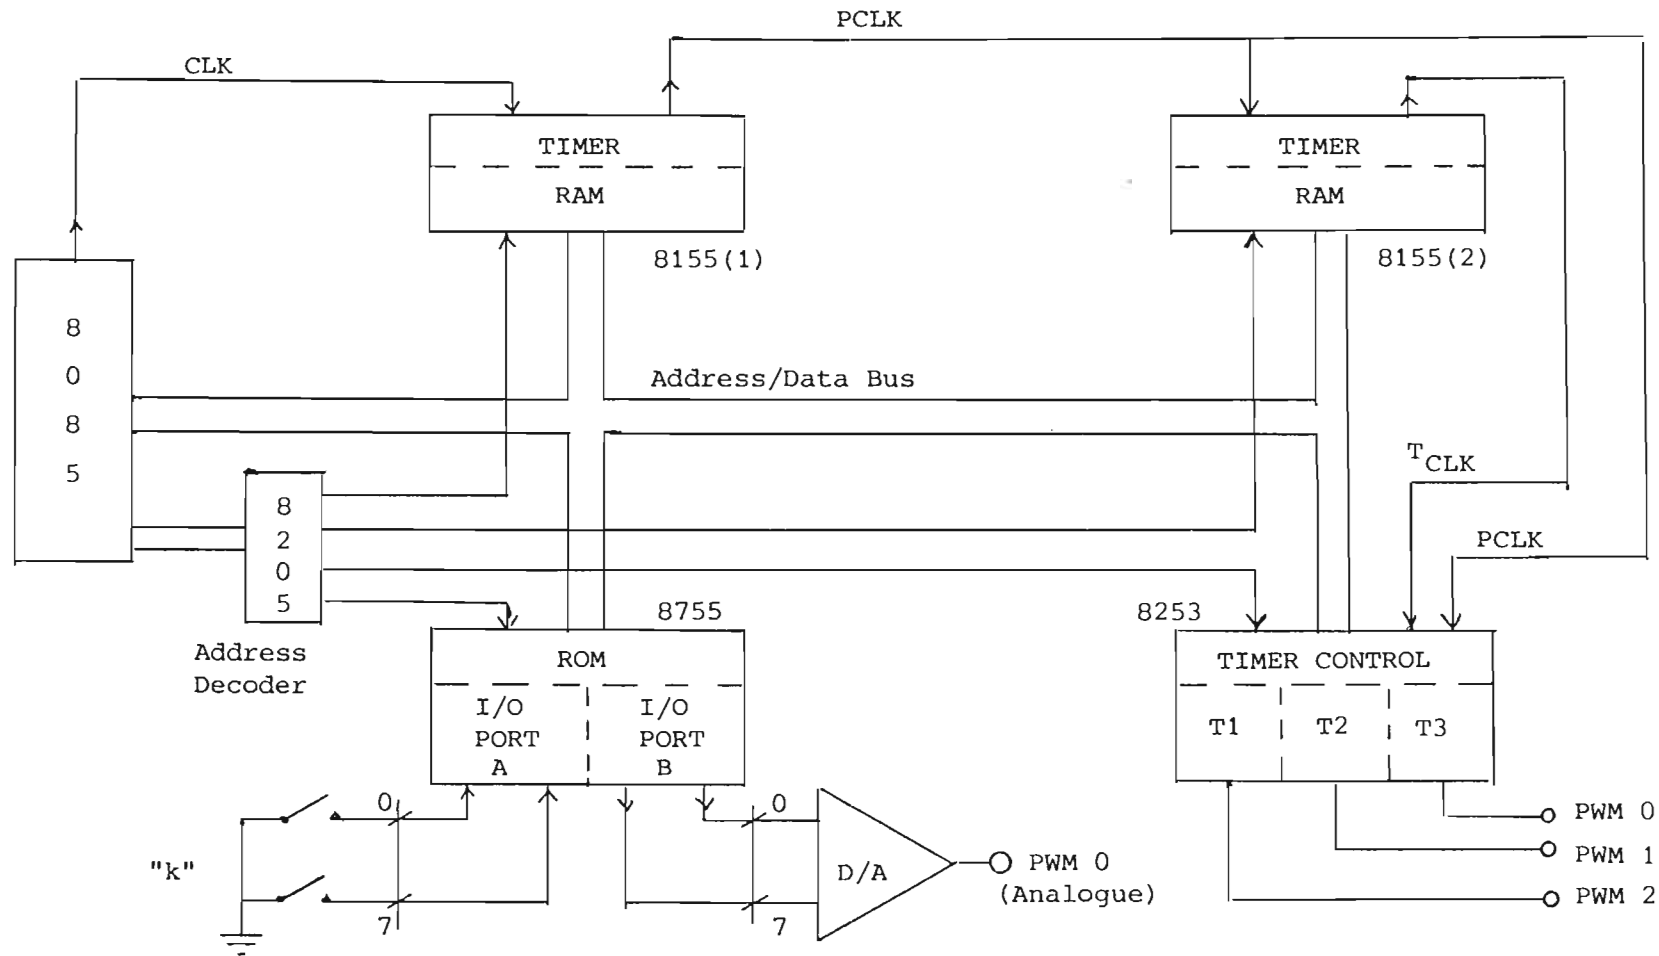 PCLK
CLK
TIMER
RAM
8155(1)
TIMER
RAM
8155(2)
8
0
8
5
Address/Data Bus
TCLK
PCLK
8
2
0
5
Address
Decoder
8755
ROM
I/O
PORT
A
I/O
PORT
B
8253
TIMER CONTROL
T1
T2
T3
"k"
0
7
0
7
D/A
PWM 0
(Analogue)
PWM 0
PWM 1
PWM 2